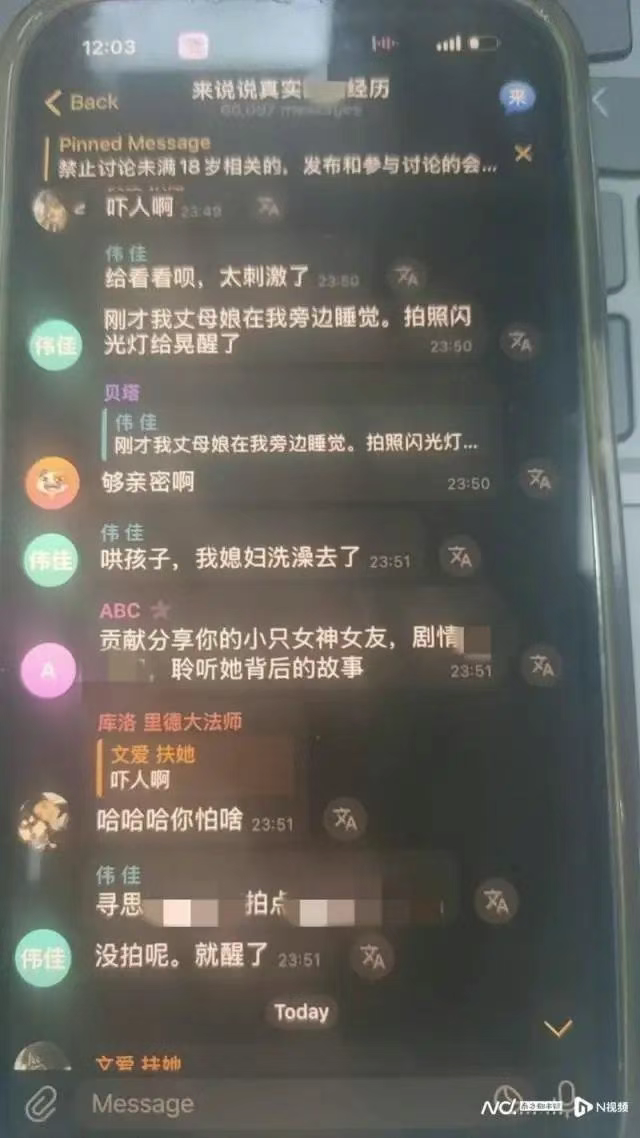 12:03
Back
来说说真实 经历
60,097 messages
来
Pinned Message
禁止讨论未满18岁相关的，发布和参与讨论的会...
吓人啊 23:49
伟 佳
给看看呗，太刺激了 23:50
伟佳
刚才我丈母娘在我旁边睡觉。拍照闪
光灯给晃醒了 23:50
贝塔
伟 佳
刚才我丈母娘在我旁边睡觉。拍照闪光灯...
够亲密啊 23:50
伟 佳
伟佳
哄孩子，我媳妇洗澡去了 23:51
ABC
贡献分享你的小只女神女友，剧情
A
聆听她背后的故事 23:51
库洛 里德大法师
文爱 扶她
吓人啊
哈哈哈你怕啥 23:51
伟 佳
寻思 拍点
伟佳
没拍呢。就醒了 23:51
Today
文爱 扶她
Message
N视频